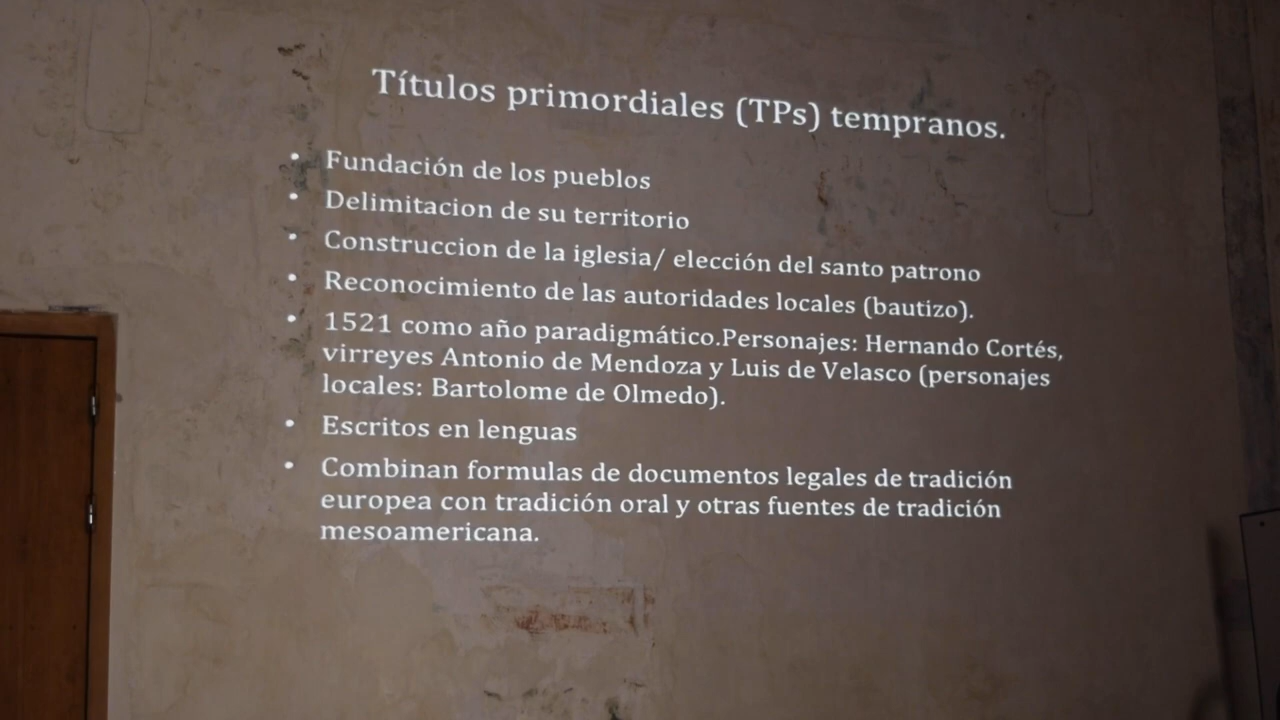 Títulos primordiales (TPs) tempranos.
• Fundación de los pueblos
• Delimitacion de su territorio
• Construccion de la iglesia/ elección del santo patrono
• Reconocimiento de las autoridades locales (bautizo).
• 1521 como año paradigmático.Personajes: Hernando Cortés,
virreyes Antonio de Mendoza y Luis de Velasco (personajes
locales: Bartolome de Olmedo).
• Escritos en lenguas
• Combinan formulas de documentos legales de tradición
europea con tradición oral y otras fuentes de tradición
mesoamericana.